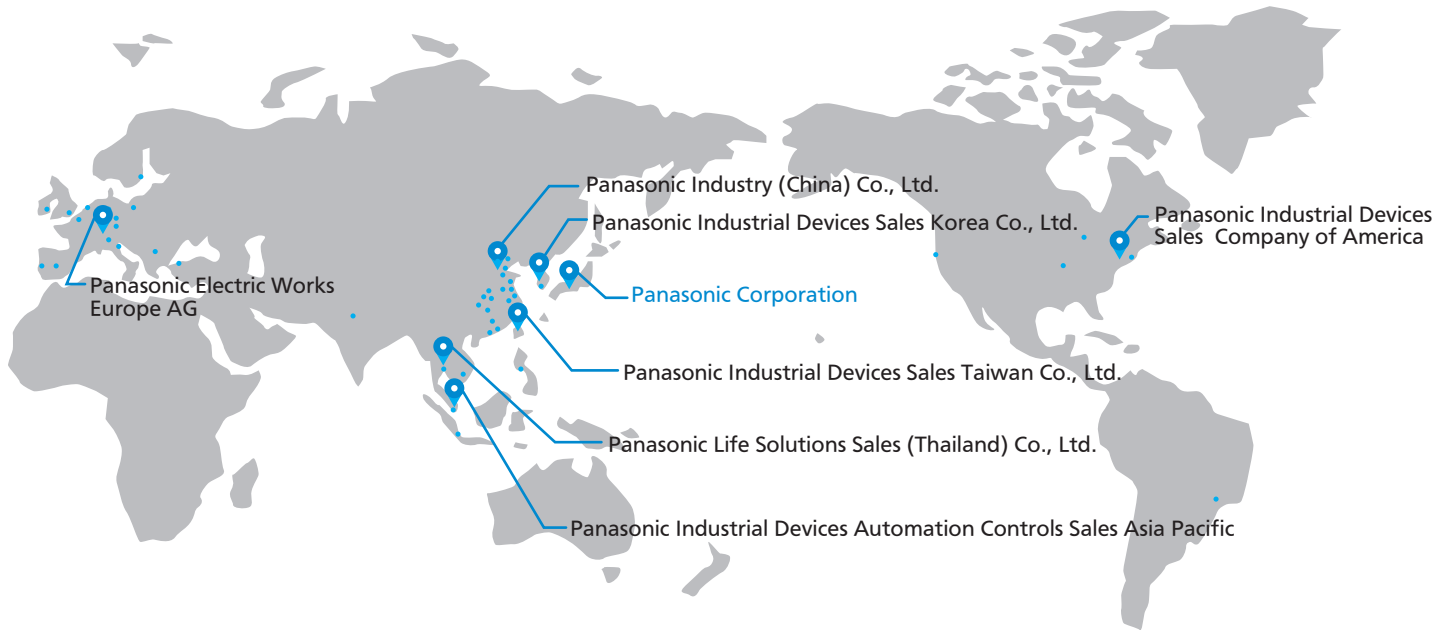 Panasonic Industry (China) Co., Ltd.
Panasonic Industrial Devices Sales Korea Co., Ltd.
Panasonic Industrial Devices
Sales Company of America
Panasonic Electric Works
Europe AG
Panasonic Corporation
Panasonic Industrial Devices Sales Taiwan Co., Ltd.
Panasonic Life Solutions Sales (Thailand) Co., Ltd.
Panasonic Industrial Devices Automation Controls Sales Asia Pacific